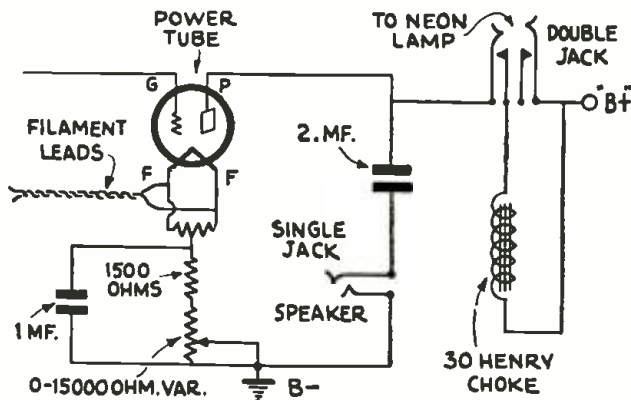 POWER
TUBE
G
P
TO NEON
LAMP
DOUBLE
JACK
"B+"
FILAMENT
LEADS
F
F
2. MF.
SINGLE
JACK
1500
OHMS
SPEAKER
1 MF.
0-15000 OHM. VAR.
B-
30 HENRY
CHOKE